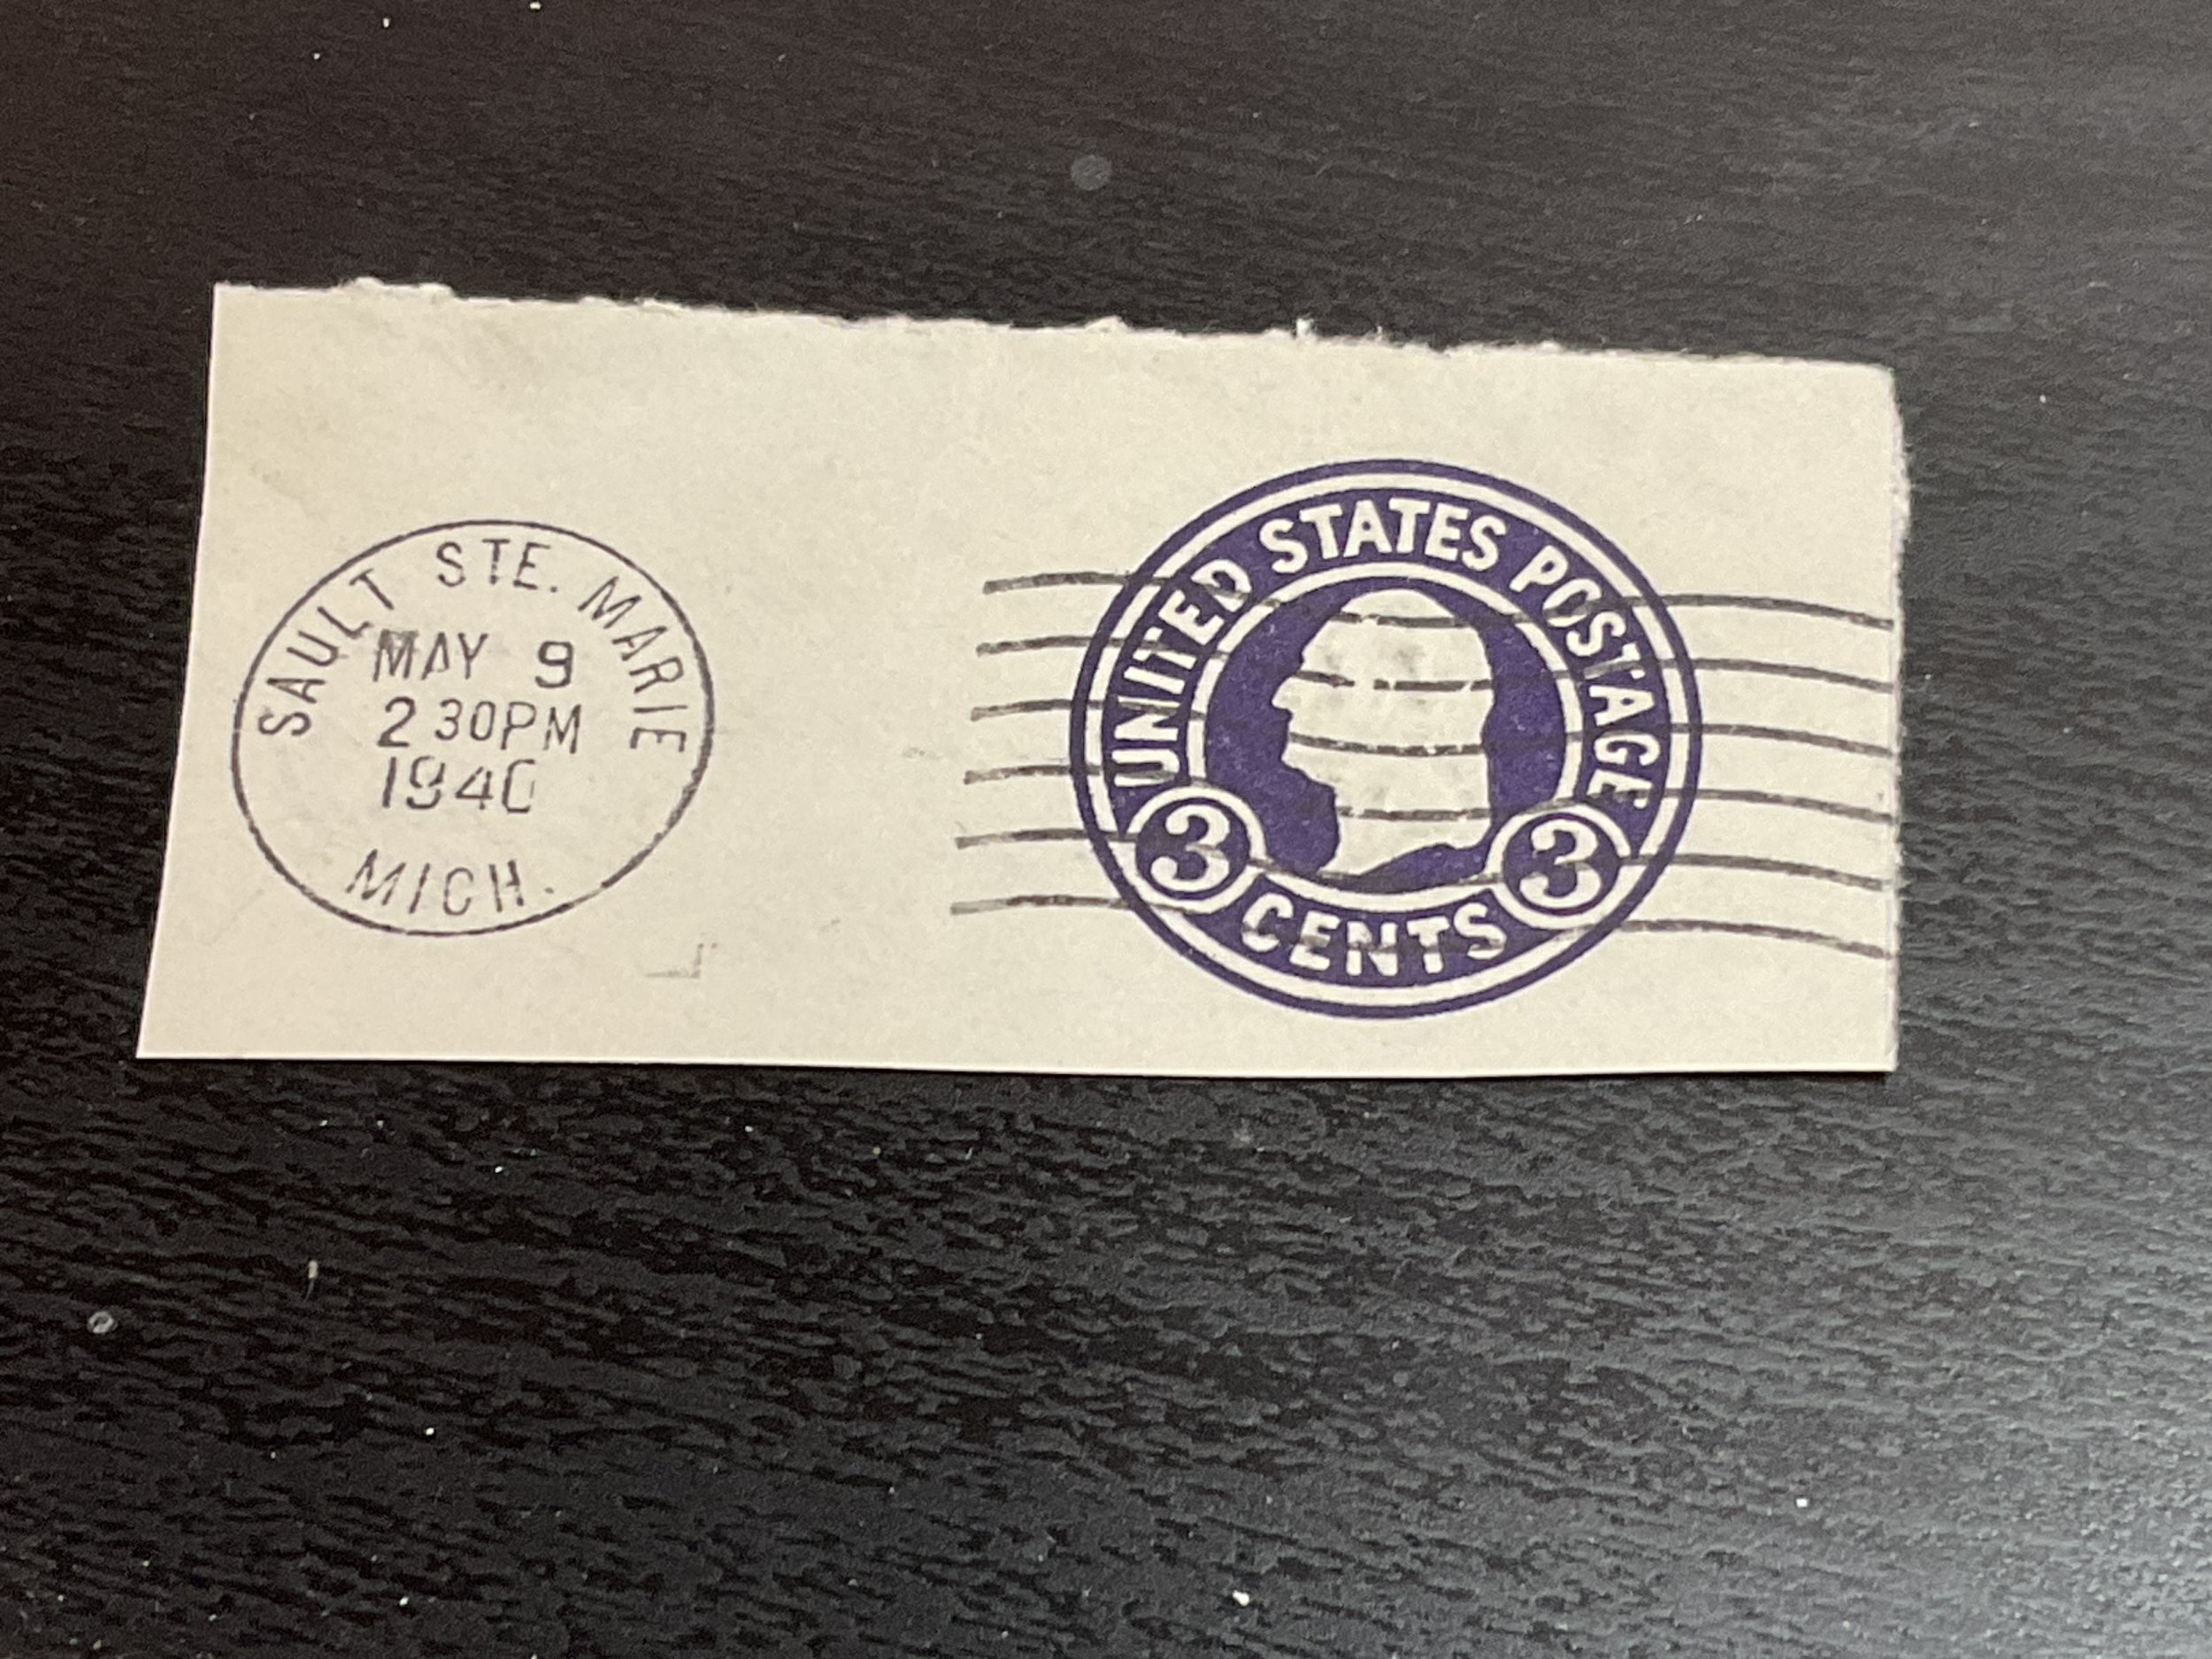 SAULT STE. MARIE
MAY 9
2 30PM
1940
MICH.
UNITED STATES POSTAGE
3 3
CENTS